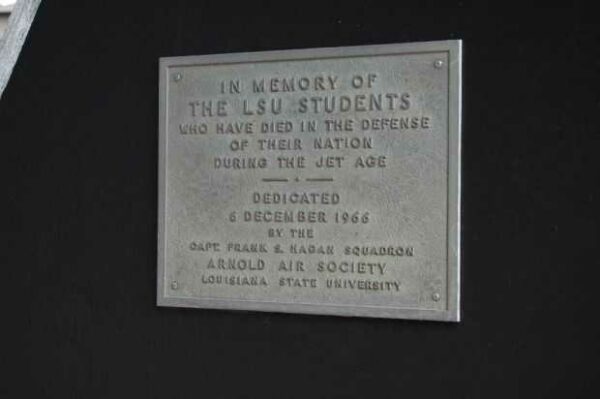 IN MEMORY OF
THE LSU STUDENTS
WHO HAVE DIED IN THE DEFENSE
OF THEIR NATION
DURING THE JET AGE
DEDICATED
6 DECEMBER 1966
BY THE
CAPT. FRANK S. HAGAN SQUADRON
ARNOLD AIR SOCIETY
LOUISIANA STATE UNIVERSITY